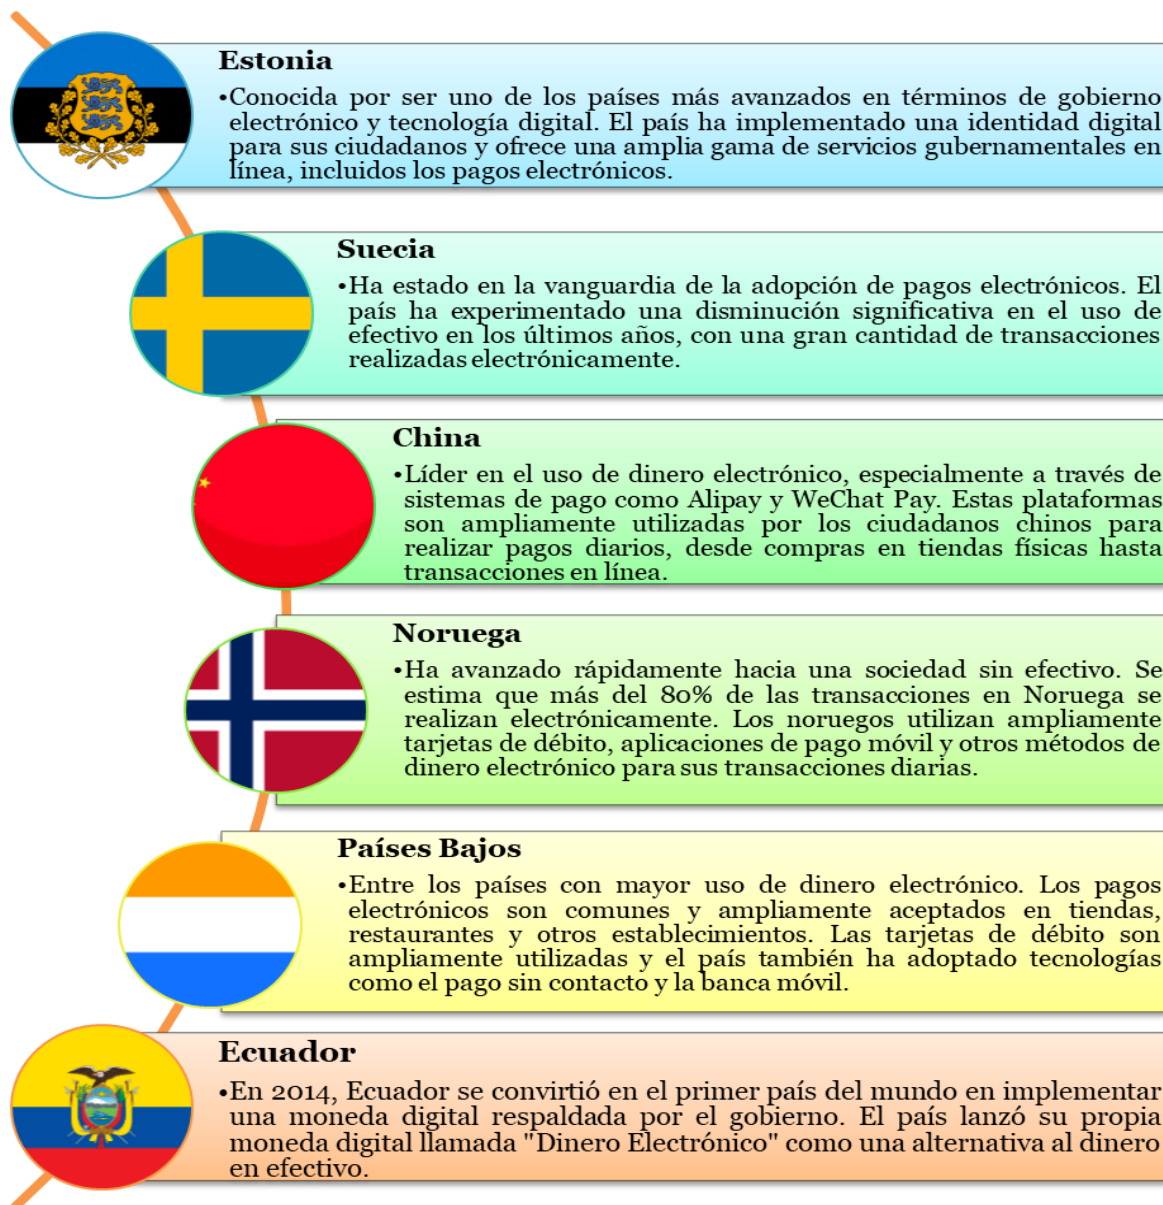 Estonia
•Conocida por ser uno de los países más avanzados en términos de gobierno
electrónico y tecnología digital. El país ha implementado una identidad digital
para sus ciudadanos y ofrece una amplia gama de servicios gubernamentales en
línea, incluidos los pagos electrónicos.
Suecia
•Ha estado en la vanguardia de la adopción de pagos electrónicos. El
país ha experimentado una disminución significativa en el uso de
efectivo en los últimos años, con una gran cantidad de transacciones
realizadas electrónicamente.
China
•Líder en el uso de dinero electrónico, especialmente a través de
sistemas de pago como Alipay y WeChat Pay. Estas plataformas
son ampliamente utilizadas por los ciudadanos chinos para
realizar pagos diarios, desde compras en tiendas físicas hasta
transacciones en línea.
Noruega
•Ha avanzado rápidamente hacia una sociedad sin efectivo. Se
estima que más del 80% de las transacciones en Noruega se
realizan electrónicamente. Los noruegos utilizan ampliamente
tarjetas de débito, aplicaciones de pago móvil y otros métodos de
dinero electrónico para sus transacciones diarias.
Países Bajos
•Entre los países con mayor uso de dinero electrónico. Los pagos
electrónicos son comunes y ampliamente aceptados en tiendas,
restaurantes y otros establecimientos. Las tarjetas de débito son
ampliamente utilizadas y el país también ha adoptado tecnologías
como el pago sin contacto y la banca móvil.
Ecuador
•En 2014, Ecuador se convirtió en el primer país del mundo en implementar
una moneda digital respaldada por el gobierno. El país lanzó su propia
moneda digital llamada "Dinero Electrónico" como una alternativa al dinero
en efectivo.